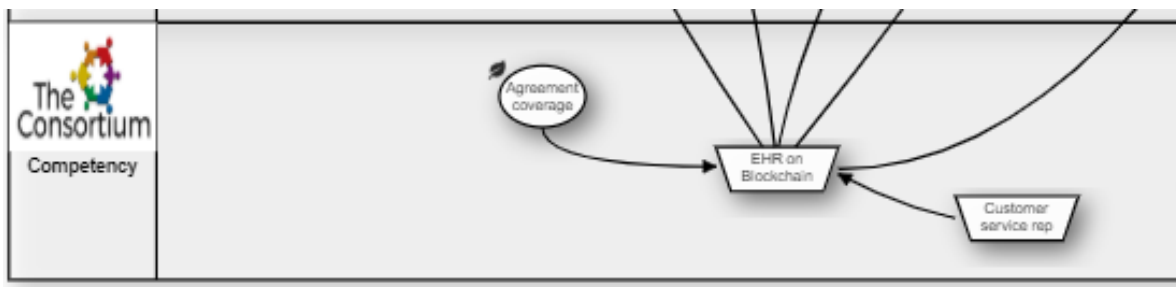 The
Consortium
Competency
Agreement
coverage
EHR on
Blockchain
Customer
service rep